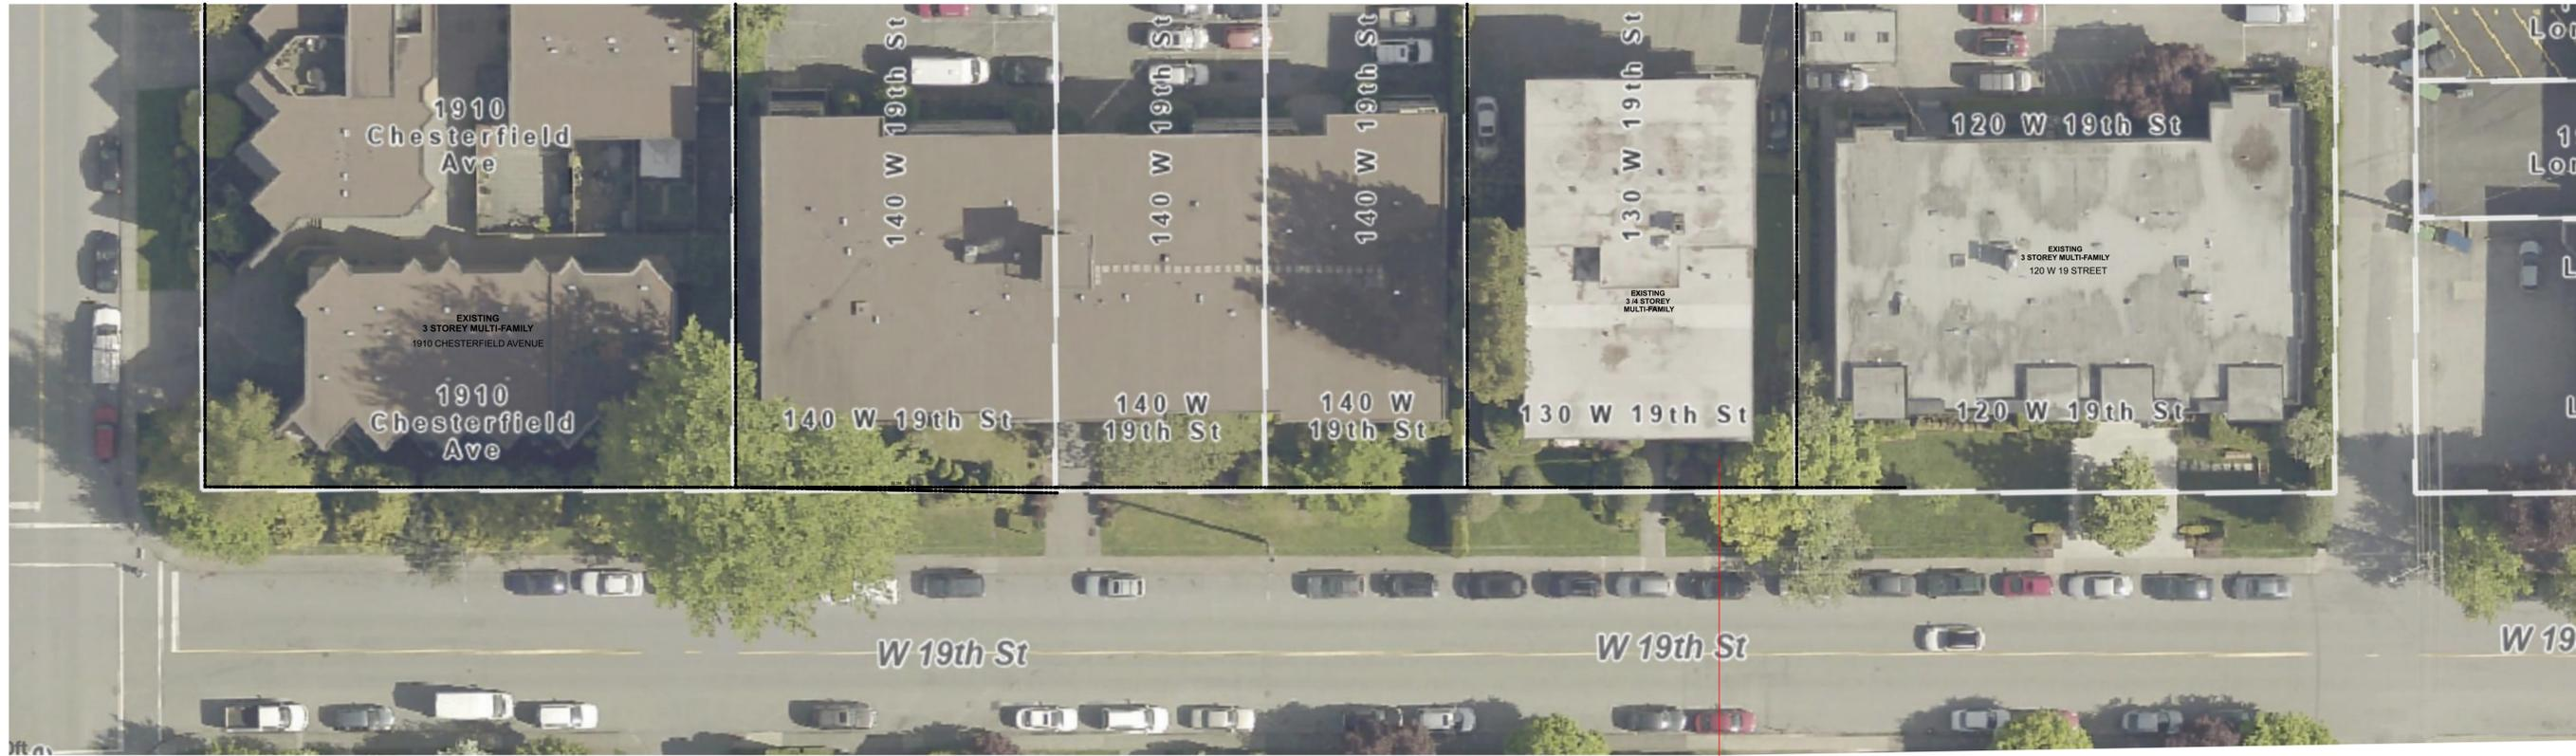 140 W 19th St
140 W 19th St
140 W 19th St
130 W 19th St
1910
Chesterfield
Ave
120 W 19th St
EXISTING
3 STOREY MULTI-FAMILY
120 W 19 STREET
EXISTING
3 /4 STOREY
MULTI-FAMILY
EXISTING
3 STOREY MULTI-FAMILY
1910 CHESTERFIELD AVENUE
1910
Chesterfield
Ave
140 W 19th St
140 W
19th St
140 W
19th St
130 W 19th St
120 W 19th St
W 19th St
W 19th St
W 19